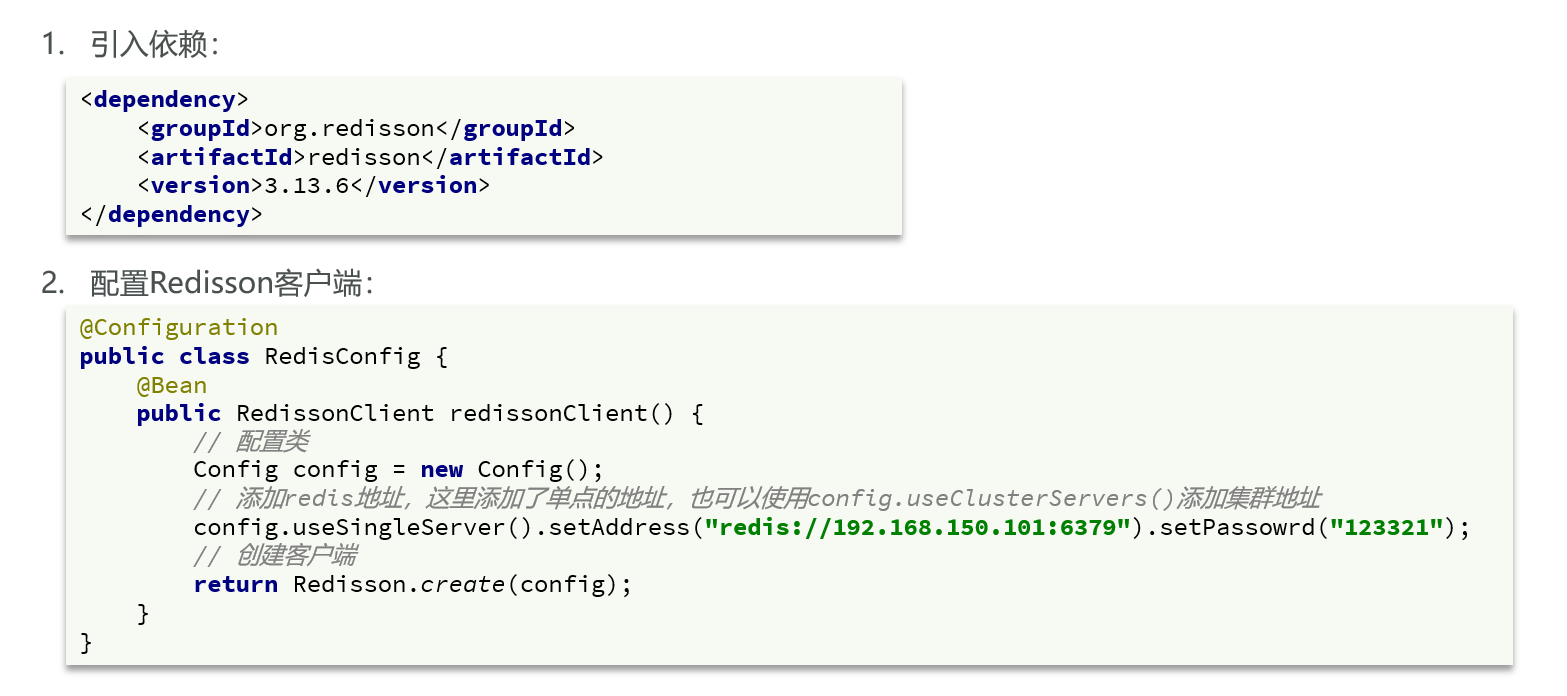 1. 引入依赖：
<dependency>
    <groupId>org.redisson</groupId>
    <artifactId>redisson</artifactId>
    <version>3.13.6</version>
</dependency>
2. 配置Redisson客户端：
@Configuration
public class RedisConfig {
    @Bean
    public RedissonClient redissonClient() {
        // 配置类
        Config config = new Config();
        // 添加redis地址，这里添加了单点的地址，也可以使用config.useClusterServers()添加集群地址
        config.useSingleServer().setAddress("redis://192.168.150.101:6379").setPassowrd("123321");
        // 创建客户端
        return Redisson.create(config);
    }
}